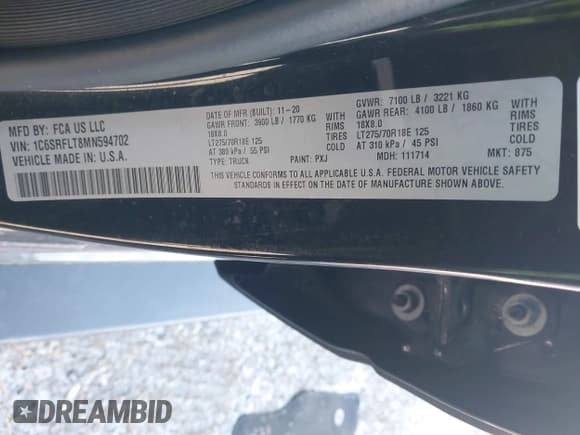 MFD BY: FCA US LLC
VIN: 1C6SRFLT8MN594702
VEHICLE MADE IN: U.S.A.
DATE OF MFR (BUILT): 11-20
GAWR FRONT: 3900 LB / 1770 KG WITH
18X8.0 RIMS
LT275/70R18E 125 TIRES
AT 380 kPa / 55 PSI COLD
TYPE: TRUCK PAINT: PXJ
GVWR: 7100 LB / 3221 KG
GAWR REAR: 4100 LB / 1860 KG WITH
18X8.0 RIMS
LT275/70R18E 125 TIRES
AT 310 kPa / 45 PSI COLD
MDH: 111714 MKT: 875
THIS VEHICLE CONFORMS TO ALL APPLICABLE U.S.A. FEDERAL MOTOR VEHICLE SAFETY
STANDARDS IN EFFECT ON THE DATE OF MANUFACTURE SHOWN ABOVE.
DREAMBID